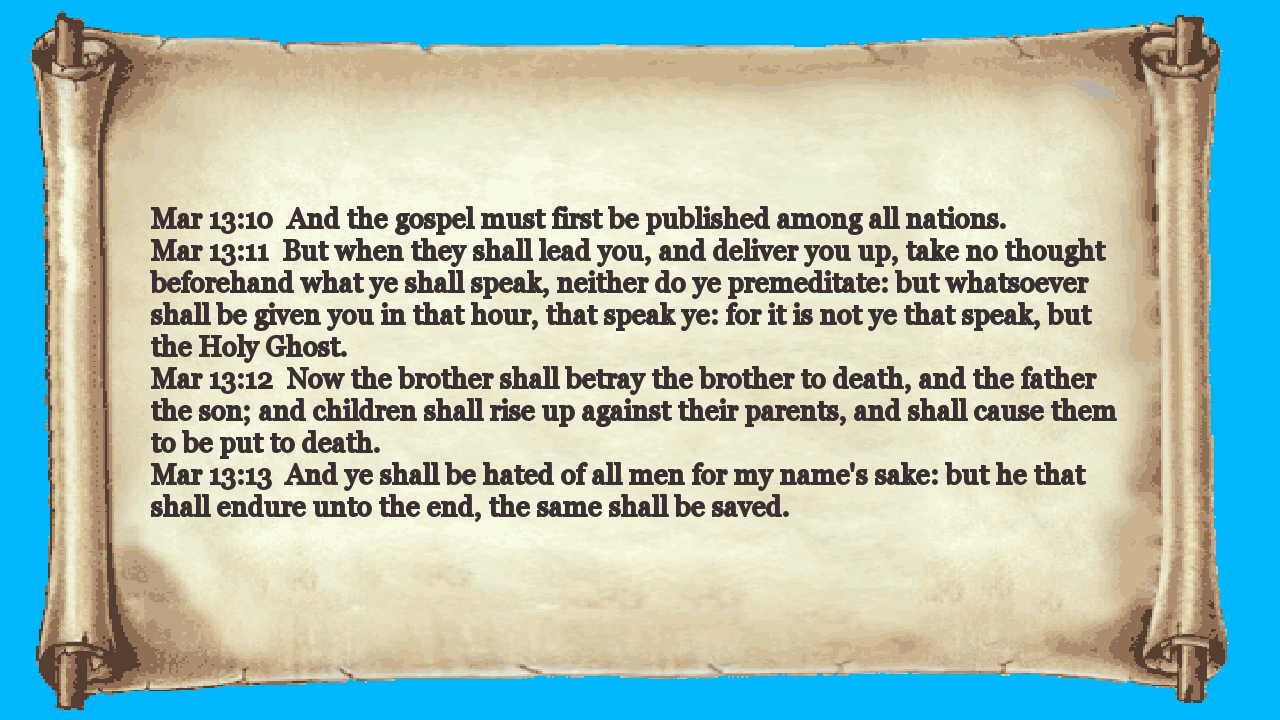 Mar 13:10  And the gospel must first be published among all nations.
Mar 13:11  But when they shall lead you, and deliver you up, take no thought
beforehand what ye shall speak, neither do ye premeditate: but whatsoever
shall be given you in that hour, that speak ye: for it is not ye that speak, but
the Holy Ghost.
Mar 13:12  Now the brother shall betray the brother to death, and the father
the son; and children shall rise up against their parents, and shall cause them
to be put to death.
Mar 13:13  And ye shall be hated of all men for my name's sake: but he that
shall endure unto the end, the same shall be saved.